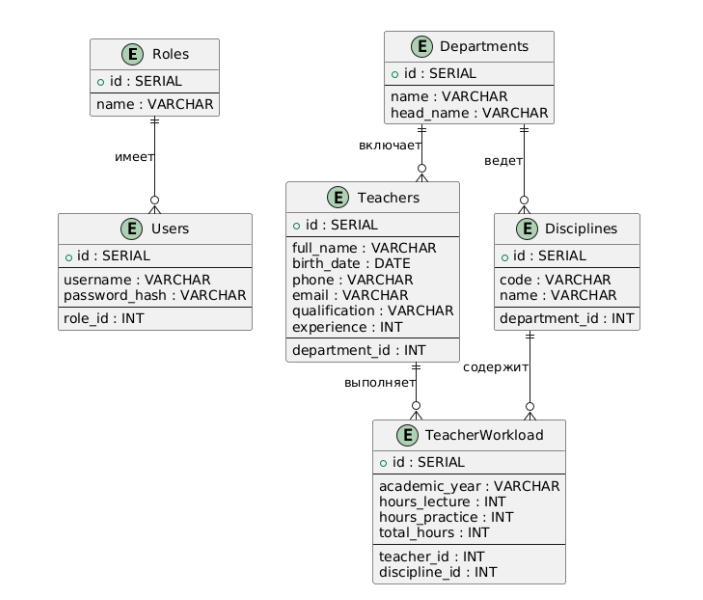 E Roles
id : SERIAL
name : VARCHAR
имеет
E Users
id : SERIAL
username : VARCHAR
password_hash : VARCHAR
role_id : INT
E Departments
id : SERIAL
name : VARCHAR
head_name : VARCHAR
включает
ведет
E Teachers
id : SERIAL
full_name : VARCHAR
birth_date : DATE
phone : VARCHAR
email : VARCHAR
qualification : VARCHAR
experience : INT
department_id : INT
E Disciplines
id : SERIAL
code : VARCHAR
name : VARCHAR
department_id : INT
выполняет
содержит
E TeacherWorkload
id : SERIAL
academic_year : VARCHAR
hours_lecture : INT
hours_practice : INT
total_hours : INT
teacher_id : INT
discipline_id : INT